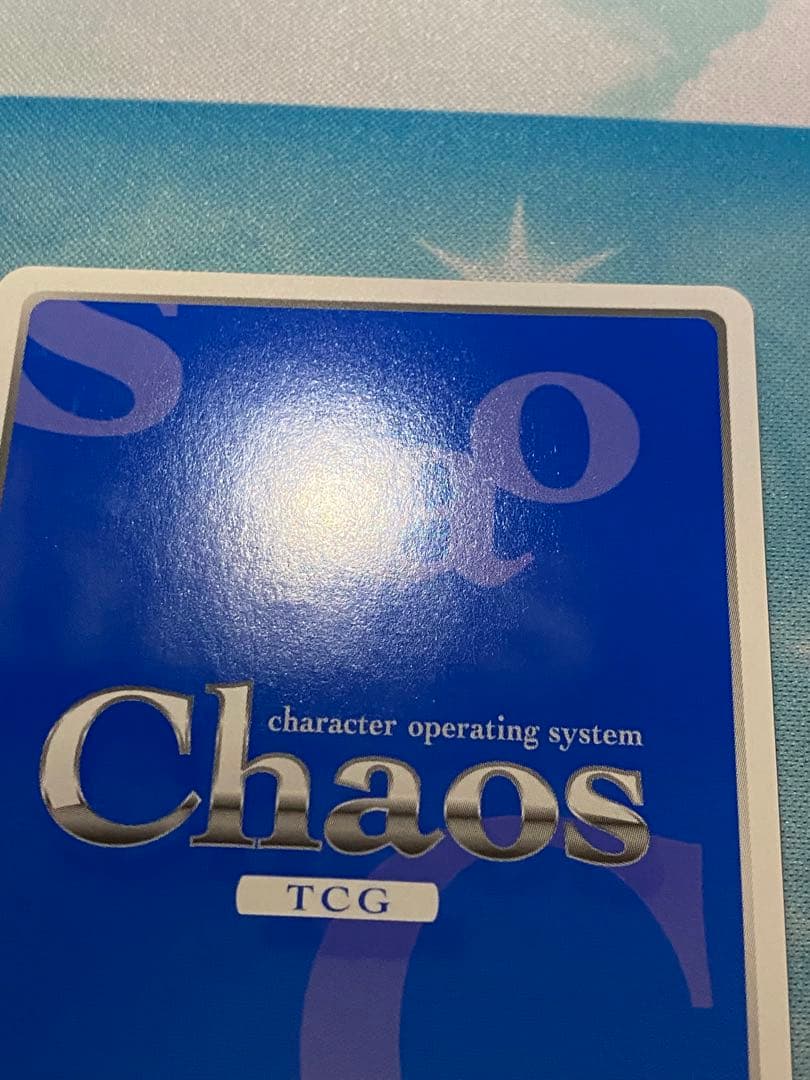 s
a
o
character operating system
Chaos
TCG
C